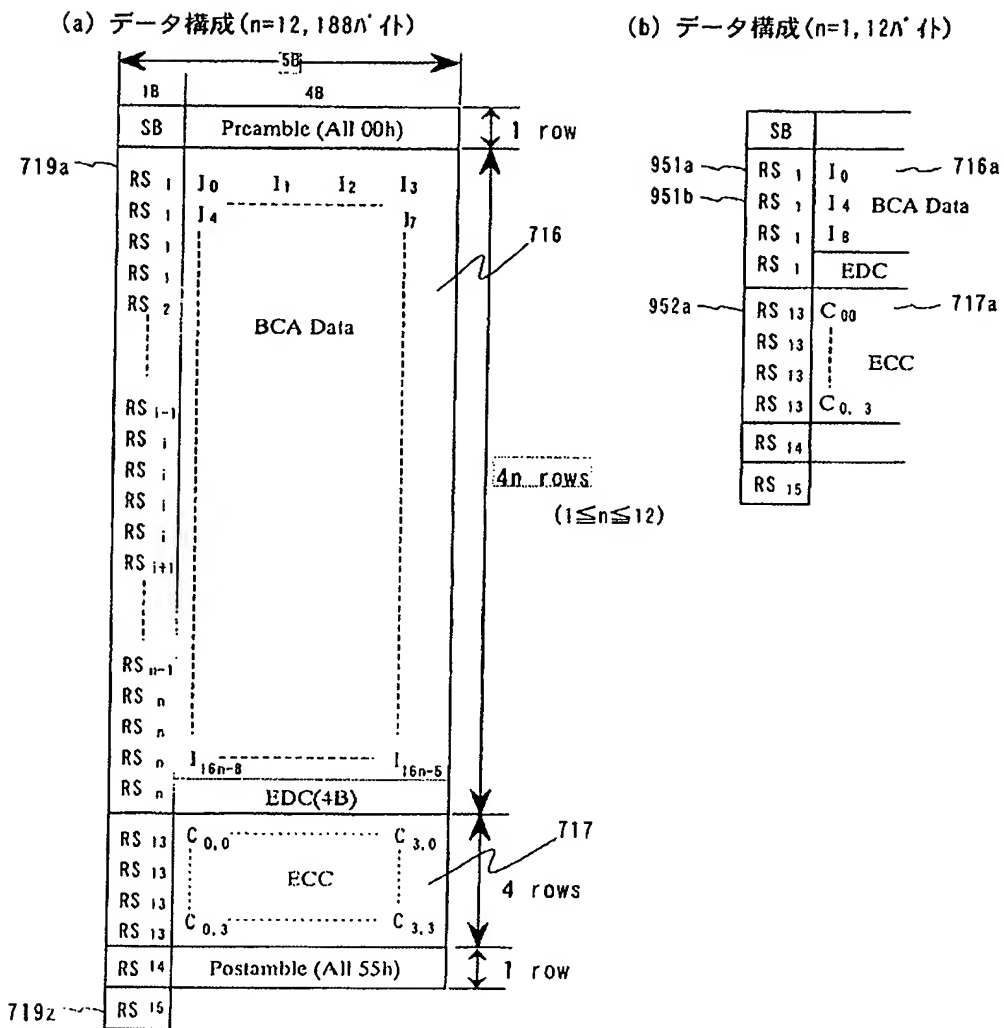 (a) データ構成(n=12,188バイト)
5B
1B 4B
SB Preamble (All 00h) 1 row
719a
RS 1 I0 I1 I2 I3
RS 1 I4 I7
RS 1
RS 1
RS 2
716
BCA Data
RS i-1
RS i
RS i
RS i
RS i
RS i+1
4n rows
(1≦n≦12)
RS n-1
RS n
RS n
RS n I16n-8 I16n-5
RS n EDC(4B)
RS 13 C0,0 C3,0
717
RS 13
ECC
RS 13
4 rows
RS 13 C0,3 C3,3
RS 14 Postamble (All 55h) 1 row
719z RS 15
(b) データ構成(n=1,12バイト)
SB
951a RS 1 I0 716a
951b RS 1 I4 BCA Data
RS 1 I8
RS 1 EDC
952a RS 13 C00 717a
RS 13
RS 13 ECC
RS 13 C0,3
RS 14
RS 15